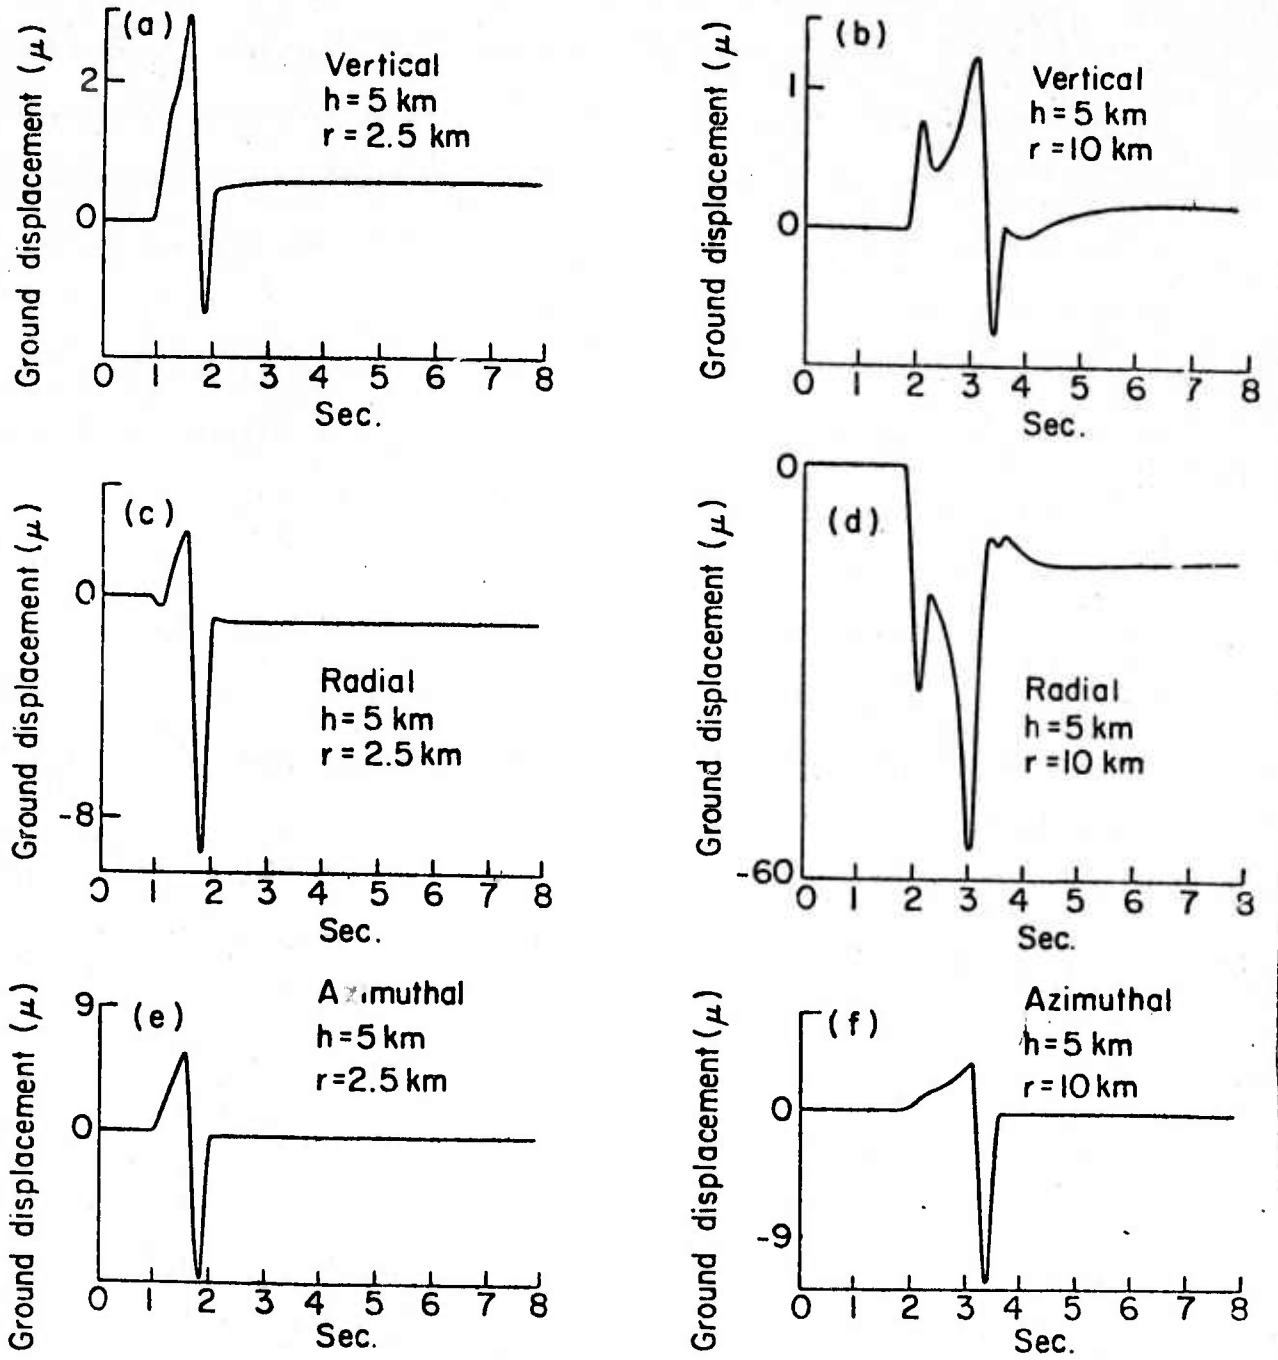 (a)
Ground displacement (μ)
2
0
Vertical
h = 5 km
r = 2.5 km
0 1 2 3 4 5 6 7 8
Sec.
(b)
Ground displacement (μ)
1
0
Vertical
h = 5 km
r = 10 km
0 1 2 3 4 5 6 7 8
Sec.
(c)
Ground displacement (μ)
0
-8
Radial
h = 5 km
r = 2.5 km
0 1 2 3 4 5 6 7 8
Sec.
(d)
Ground displacement (μ)
0
-60
Radial
h = 5 km
r = 10 km
0 1 2 3 4 5 6 7 8
Sec.
(e)
Ground displacement (μ)
9
0
Azimuthal
h = 5 km
r = 2.5 km
0 1 2 3 4 5 6 7 8
Sec.
(f)
Ground displacement (μ)
0
-9
Azimuthal
h = 5 km
r = 10 km
0 1 2 3 4 5 6 7 8
Sec.